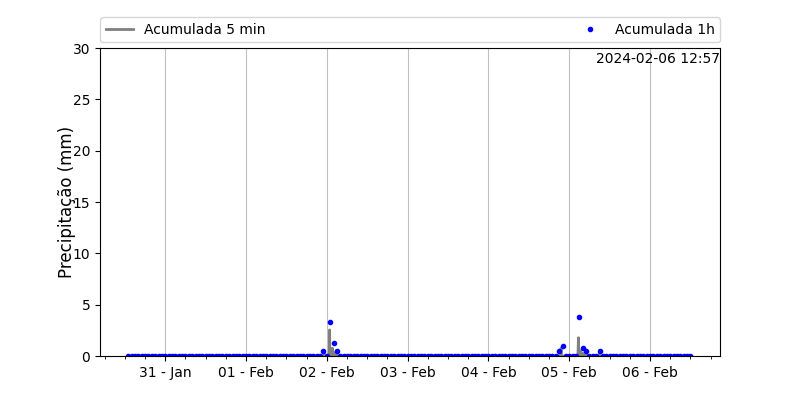 Acumulada 5 min
Acumulada 1h
2024-02-06 12:57
Precipitação (mm)
30
25
20
15
10
5
0
31 - Jan
01 - Feb
02 - Feb
03 - Feb
04 - Feb
05 - Feb
06 - Feb